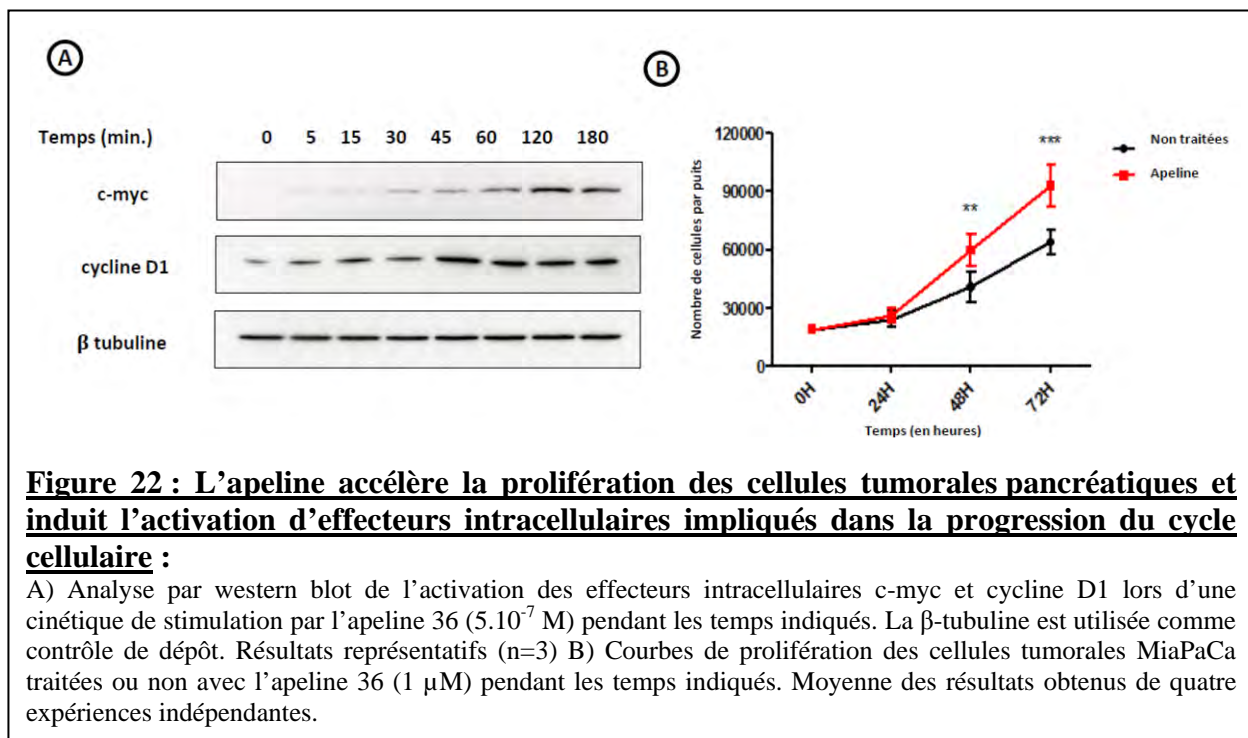 A
B
Temps (min.) 0 5 15 30 45 60 120 180
c-myc
cycline D1
β tubuline
120000
90000
60000
30000
0
Nombre de cellules par puits
**
***
0H 24H 48H 72H
Temps (en heures)
Non traitées
Apeline
Figure 22 : L’apeline accélère la prolifération des cellules tumorales pancréatiques et
induit l’activation d’effecteurs intracellulaires impliqués dans la progression du cycle
cellulaire :
A) Analyse par western blot de l’activation des effecteurs intracellulaires c-myc et cycline D1 lors d’une
cinétique de stimulation par l’apeline 36 (5.10⁻⁷ M) pendant les temps indiqués. La β-tubuline est utilisée comme
contrôle de dépôt. Résultats représentatifs (n=3) B) Courbes de prolifération des cellules tumorales MiaPaCa
traitées ou non avec l’apeline 36 (1 µM) pendant les temps indiqués. Moyenne des résultats obtenus de quatre
expériences indépendantes.